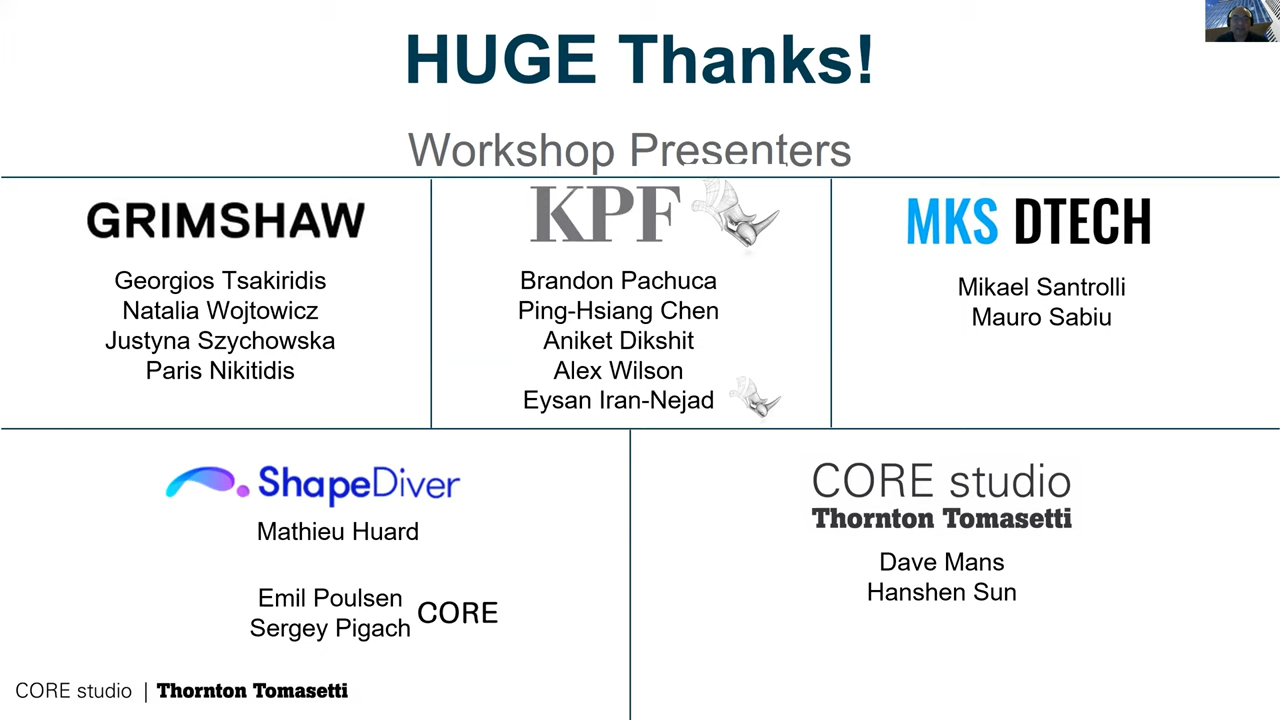 HUGE Thanks!
Workshop Presenters
GRIMSHAW
Georgios Tsakiridis
Natalia Wojtowicz
Justyna Szychowska
Paris Nikitidis
KPF
Brandon Pachuca
Ping-Hsiang Chen
Aniket Dikshit
Alex Wilson
Eysan Iran-Nejad
MKS DTECH
Mikael Santrolli
Mauro Sabiu
ShapeDiver
Mathieu Huard
Emil Poulsen
Sergey Pigach
CORE
CORE studio
Thornton Tomasetti
Dave Mans
Hanshen Sun
CORE studio | Thornton Tomasetti